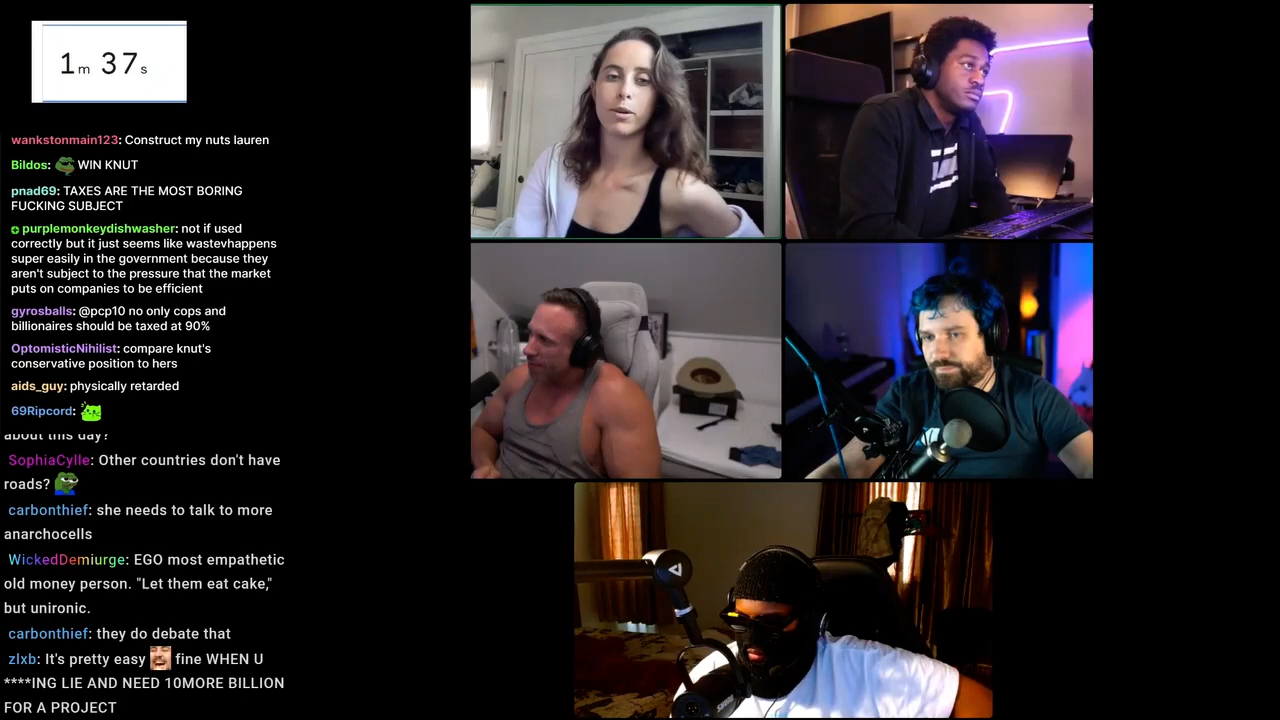 1m 37s
wankstonmain123: Construct my nuts lauren
Bildos: WIN KNUT
pnad69: TAXES ARE THE MOST BORING
FUCKING SUBJECT
purplemonkeydishwasher: not if used
correctly but it just seems like wastevhappens
super easily in the government because they
aren't subject to the pressure that the market
puts on companies to be efficient
gyrosballs: @pcp10 no only cops and
billionaires should be taxed at 90%
OptomisticNihilist: compare knut's
conservative position to hers
aids_guy: physically retarded
69Ripcord:
about this day?
SophiaCylle: Other countries don't have
roads?
carbonthief: she needs to talk to more
anarchocells
WickedDemiurge: EGO most empathetic
old money person. "Let them eat cake,"
but unironic.
carbonthief: they do debate that
zlxb: It's pretty easy fine WHEN U
****ING LIE AND NEED 10MORE BILLION
FOR A PROJECT